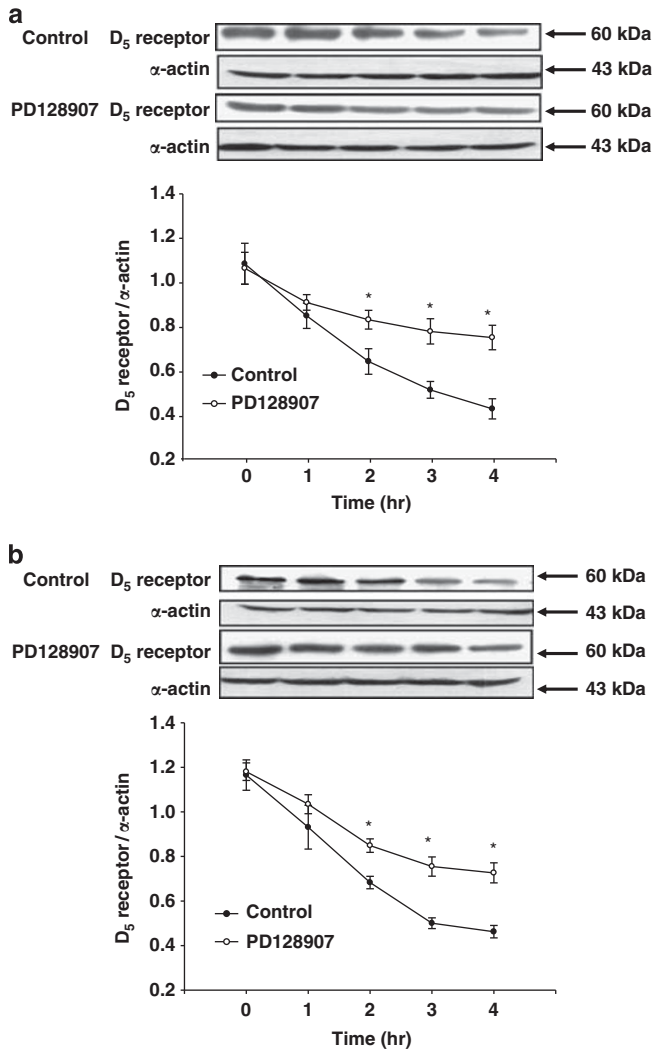 a
Control D5 receptor 60 kDa
α-actin 43 kDa
PD128907 D5 receptor 60 kDa
α-actin 43 kDa
1.4
1.2
1.0
0.8
0.6
0.4
0.2
D5 receptor/α-actin
* * *
Control
PD128907
0 1 2 3 4
Time (hr)
b
Control D5 receptor 60 kDa
α-actin 43 kDa
PD128907 D5 receptor 60 kDa
α-actin 43 kDa
1.4
1.2
1.0
0.8
0.6
0.4
0.2
D5 receptor/α-actin
* * *
Control
PD128907
0 1 2 3 4
Time (hr)